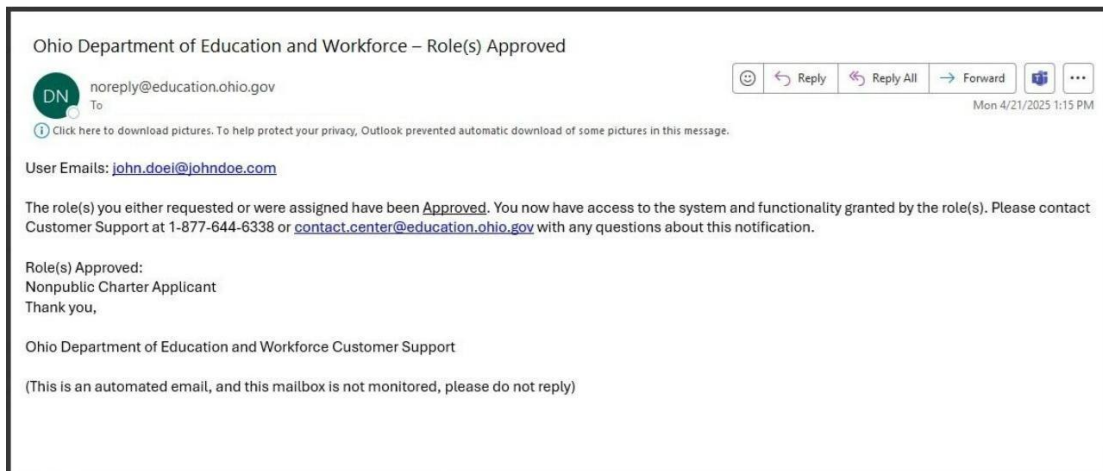 Ohio Department of Education and Workforce – Role(s) Approved
DN
noreply@education.ohio.gov
To
Reply
Reply All
Forward
Mon 4/21/2025 1:15 PM
Click here to download pictures. To help protect your privacy, Outlook prevented automatic download of some pictures in this message.
User Emails: john.doei@johndoe.com
The role(s) you either requested or were assigned have been Approved. You now have access to the system and functionality granted by the role(s). Please contact
Customer Support at 1-877-644-6338 or contact.center@education.ohio.gov with any questions about this notification.
Role(s) Approved:
Nonpublic Charter Applicant
Thank you,
Ohio Department of Education and Workforce Customer Support
(This is an automated email, and this mailbox is not monitored, please do not reply)